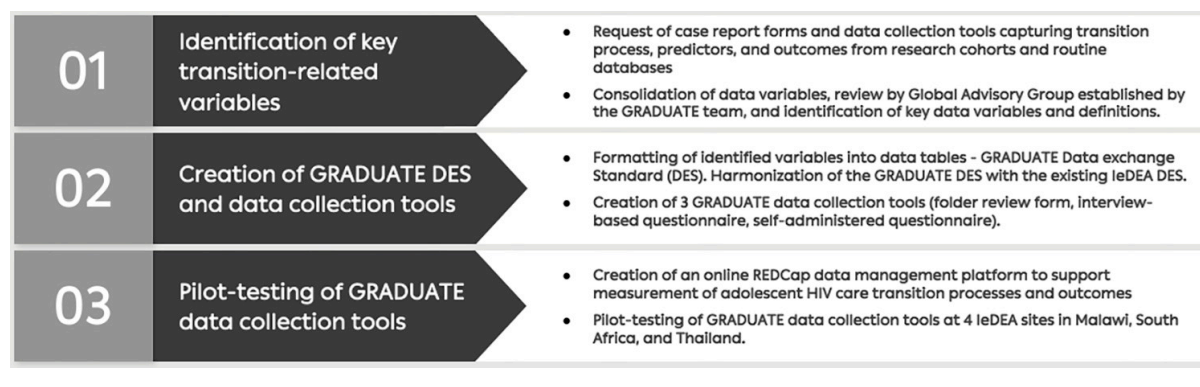 01
Identification of key
transition-related
variables
• Request of case report forms and data collection tools capturing transition
process, predictors, and outcomes from research cohorts and routine
databases
• Consolidation of data variables, review by Global Advisory Group established by
the GRADUATE team, and identification of key data variables and definitions.
02
Creation of GRADUATE DES
and data collection tools
• Formatting of identified variables into data tables - GRADUATE Data exchange
Standard (DES). Harmonization of the GRADUATE DES with the existing IeDEA DES.
• Creation of 3 GRADUATE data collection tools (folder review form, interview-
based questionnaire, self-administered questionnaire).
03
Pilot-testing of GRADUATE
data collection tools
• Creation of an online REDCap data management platform to support
measurement of adolescent HIV care transition processes and outcomes
• Pilot-testing of GRADUATE data collection tools at 4 IeDEA sites in Malawi, South
Africa, and Thailand.